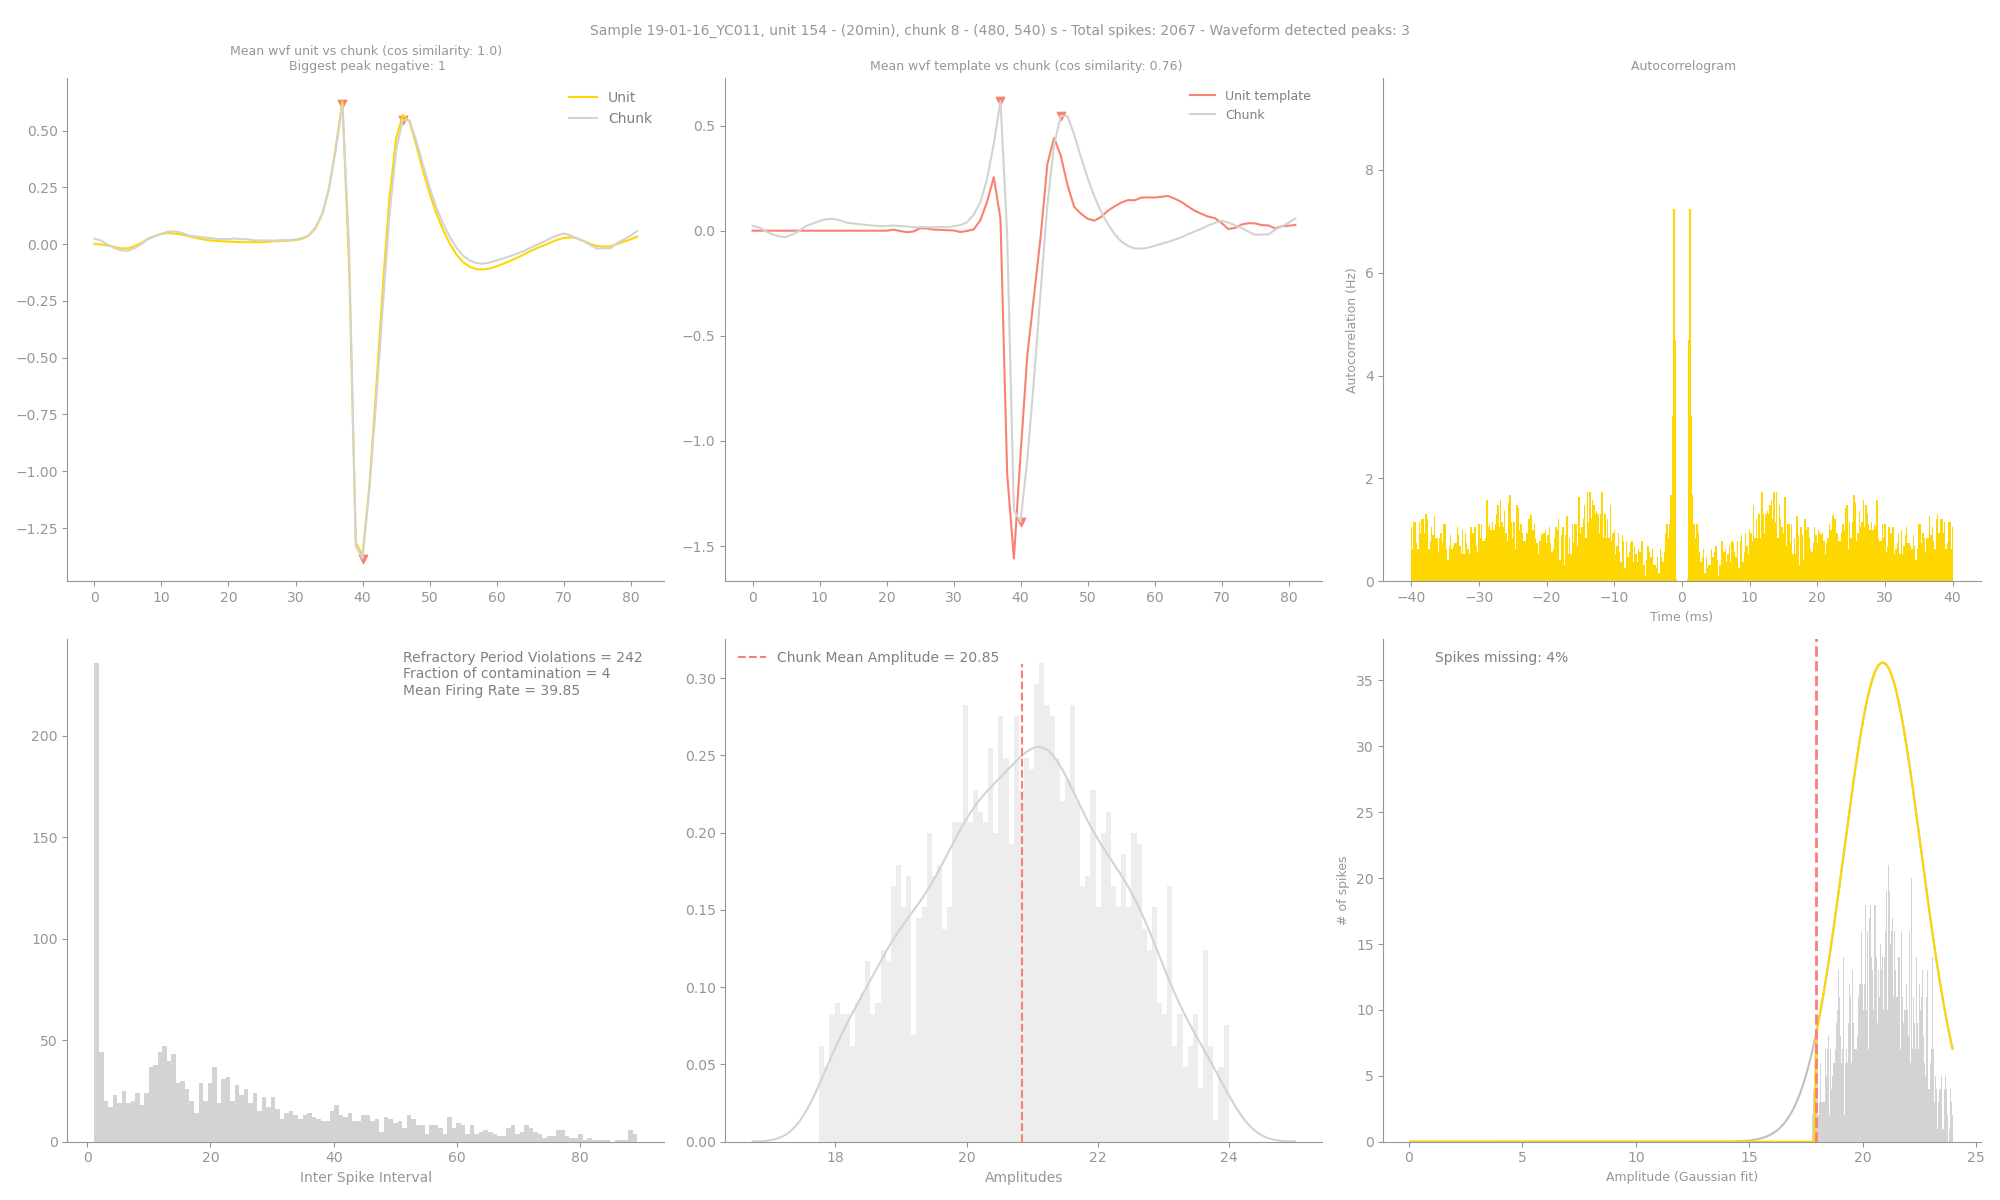 Sample 19-01-16_YC011, unit 154 - (20min), chunk 8 - (480, 540) s - Total spikes: 2067 - Waveform detected peaks: 3
Mean wvf unit vs chunk (cos similarity: 1.0)
Biggest peak negative: 1
Unit
Chunk
0.50
0.25
0.00
−0.25
−0.50
−0.75
−1.00
−1.25
0 10 20 30 40 50 60 70 80
Mean wvf template vs chunk (cos similarity: 0.76)
Unit template
Chunk
0.5
0.0
−0.5
−1.0
−1.5
0 10 20 30 40 50 60 70 80
Autocorrelogram
Autocorrelation (Hz)
8
6
4
2
0
−40 −30 −20 −10 0 10 20 30 40
Time (ms)
Refractory Period Violations = 242
Fraction of contamination = 4
Mean Firing Rate = 39.85
200
150
100
50
0
0 20 40 60 80
Inter Spike Interval
Chunk Mean Amplitude = 20.85
0.30
0.25
0.20
0.15
0.10
0.05
0.00
18 20 22 24
Amplitudes
Spikes missing: 4%
# of spikes
35
30
25
20
15
10
5
0
0 5 10 15 20 25
Amplitude (Gaussian fit)